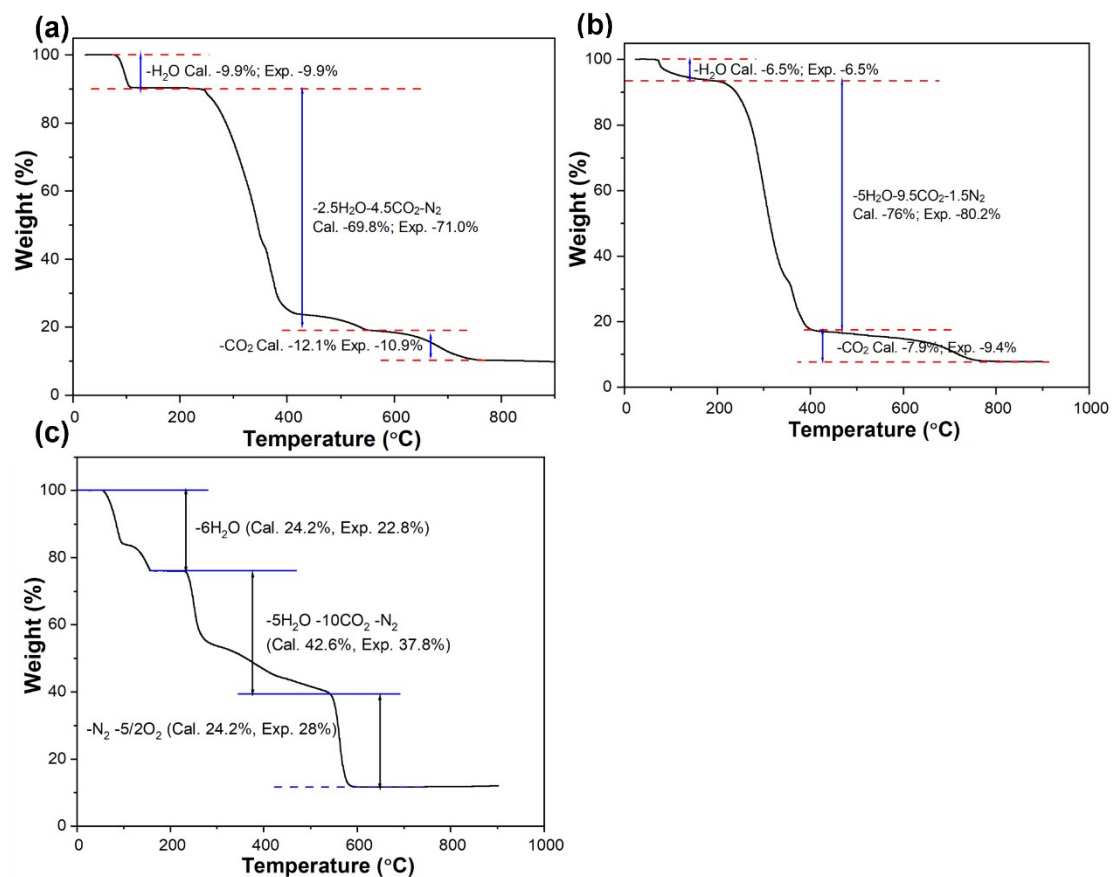 (a)
Weight (%)
100
80
60
40
20
0
-H₂O Cal. -9.9%; Exp. -9.9%
-2.5H₂O-4.5CO₂-N₂
Cal. -69.8%; Exp. -71.0%
-CO₂ Cal. -12.1% Exp. -10.9%
0 200 400 600 800
Temperature (°C)
(b)
Weight (%)
100
80
60
40
20
0
-H₂O Cal. -6.5%; Exp. -6.5%
-5H₂O-9.5CO₂-1.5N₂
Cal. -76%; Exp. -80.2%
-CO₂ Cal. -7.9%; Exp. -9.4%
0 200 400 600 800 1000
Temperature (°C)
(c)
Weight (%)
100
80
60
40
20
0
-6H₂O (Cal. 24.2%, Exp. 22.8%)
-5H₂O -10CO₂ -N₂
(Cal. 42.6%, Exp. 37.8%)
-N₂ -5/2O₂ (Cal. 24.2%, Exp. 28%)
0 200 400 600 800 1000
Temperature (°C)